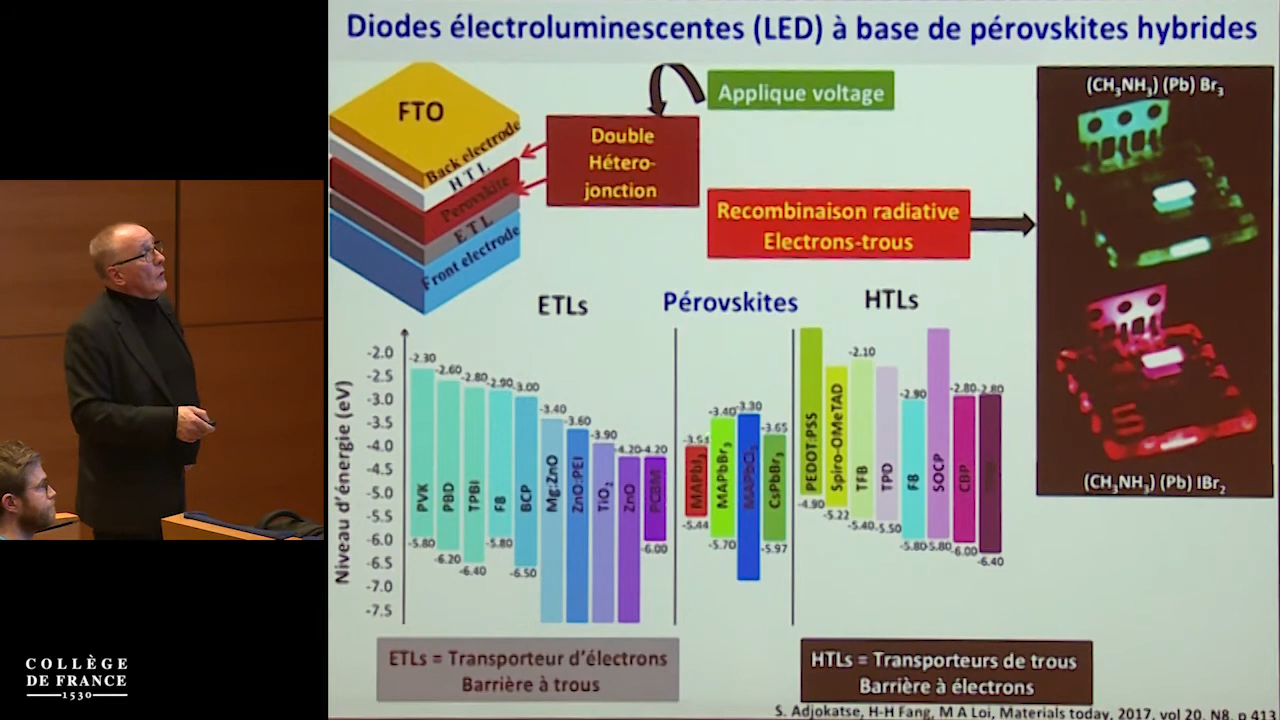 Diodes électroluminescentes (LED) à base de pérovskites hybrides
FTO
Back electrode
HTL
Perovskite
ETL
Front electrode
Double
Hétéro-
jonction
Applique voltage
Recombinaison radiative
Electrons-trous
(CH3NH3) (Pb) Br3
(CH3NH3) (Pb) IBr2
ETLs
Pérovskites
HTLs
Niveau d'énergie (eV)
-2.0
-2.5
-3.0
-3.5
-4.0
-4.5
-5.0
-5.5
-6.0
-6.5
-7.0
-7.5
-2.30
PVK
-5.80
-2.60
PBD
-6.20
-2.80
TPBI
-6.40
-2.90
F8
-5.80
-3.00
BCP
-6.50
-3.40
Mg:ZnO
-3.60
ZnO:PEI
-3.90
TiO2
-4.20
ZnO
-4.20
PCBM
-6.00
MAPbI3
-5.44
-3.40
MAPbBr3
-5.70
-3.30
-3.65
CsPbBr3
-5.97
PEDOT:PSS
-4.90
Spiro-OMeTAD
-5.22
-2.10
TFB
-5.40
TPD
-5.50
-2.90
F8
-5.80
SOCP
-5.80
-2.80
CBP
-6.00
-2.80
-6.40
ETLs = Transporteur d'électrons
Barrière à trous
HTLs = Transporteurs de trous
Barrière à électrons
S. Adjokatse, H-H Fang, M A Loi, Materials today, 2017, vol 20, N8, p 413
COLLÈGE
DE FRANCE
1530